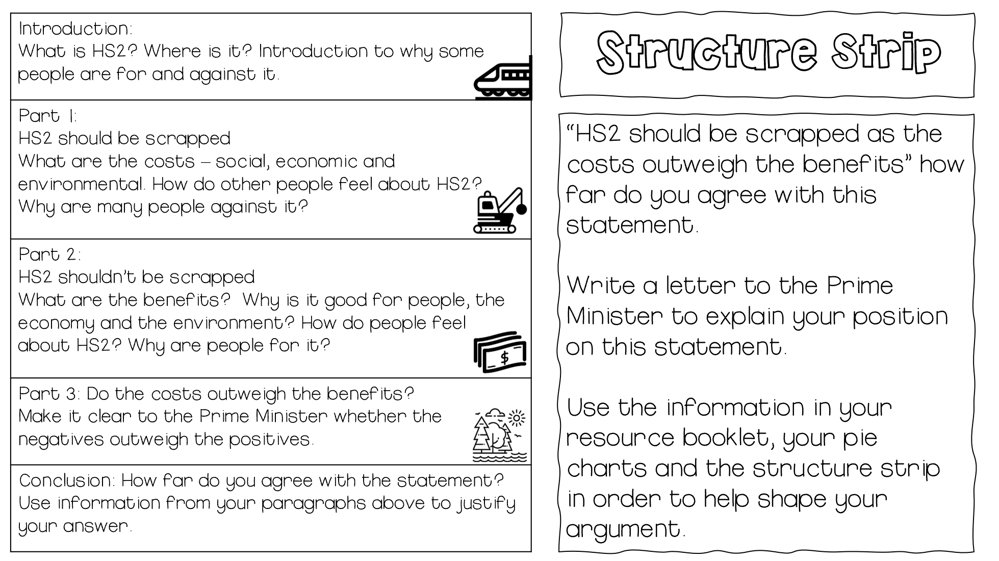 Introduction:
What is HS2? Where is it? Introduction to why some
people are for and against it.
Part 1:
HS2 should be scrapped
What are the costs – social, economic and
environmental. How do other people feel about HS2?
Why are many people against it?
Part 2:
HS2 shouldn’t be scrapped
What are the benefits?  Why is it good for people, the
economy and the environment? How do people feel
about HS2? Why are people for it?
$
Part 3: Do the costs outweigh the benefits?
Make it clear to the Prime Minister whether the
negatives outweigh the positives.
Conclusion: How far do you agree with the statement?
Use information from your paragraphs above to justify
your answer.
Structure Strip
“HS2 should be scrapped as the
costs outweigh the benefits” how
far do you agree with this
statement.
Write a letter to the Prime
Minister to explain your position
on this statement.
Use the information in your
resource booklet, your pie
charts and the structure strip
in order to help shape your
argument.